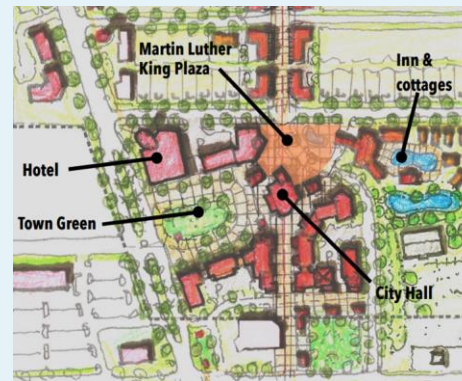 Martin Luther
King Plaza
Inn &
cottages
Hotel
Town Green
City Hall